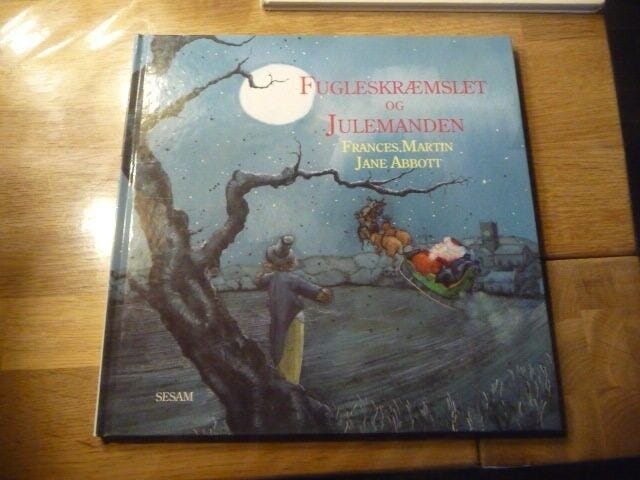 FUGLESKRÆMSLET
OG
JULEMANDEN
FRANCES, MARTIN
JANE ABBOTT
SESAM